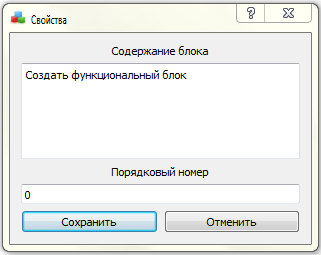 Свойства
Содержание блока
Создать функциональный блок
Порядковый номер
0
Сохранить
Отменить